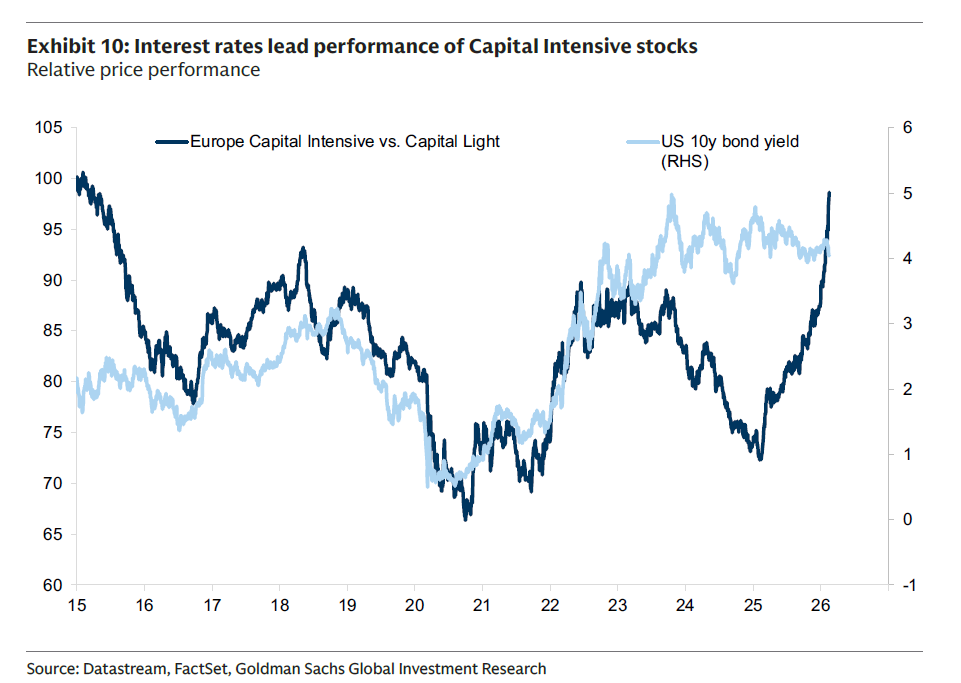 Exhibit 10: Interest rates lead performance of Capital Intensive stocks
Relative price performance
Europe Capital Intensive vs. Capital Light
US 10y bond yield
(RHS)
105
100
95
90
85
80
75
70
65
60
6
5
4
3
2
1
0
-1
15 16 17 18 19 20 21 22 23 24 25 26
Source: Datastream, FactSet, Goldman Sachs Global Investment Research